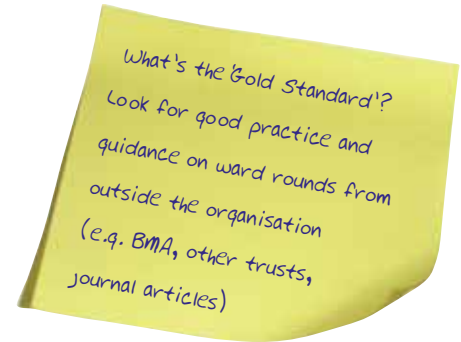 What's the 'Gold Standard'?
Look for good practice and
guidance on ward rounds from
outside the organisation
(e.g. BMA, other trusts,
journal articles)